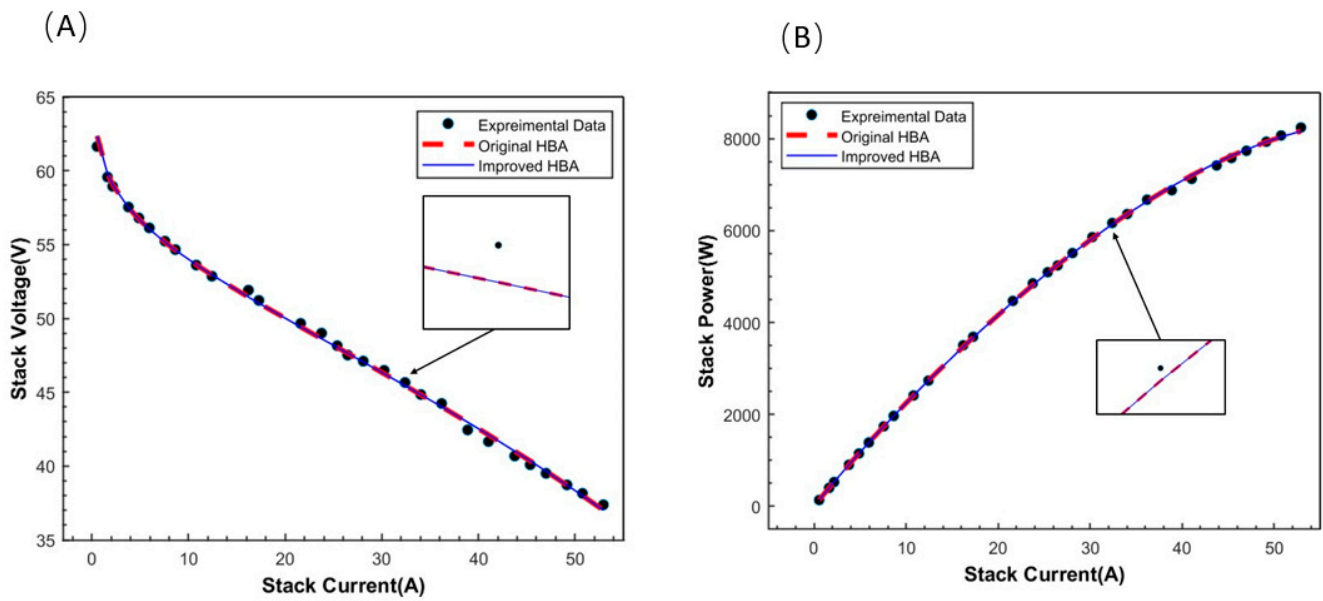 (A)
65
60
55
50
45
40
35
0 10 20 30 40 50
Stack Voltage(V)
Stack Current(A)
Expreimental Data
Original HBA
Improved HBA
(B)
8000
6000
4000
2000
0
0 10 20 30 40 50
Stack Power(W)
Stack Current(A)
Expreimental Data
Original HBA
Improved HBA